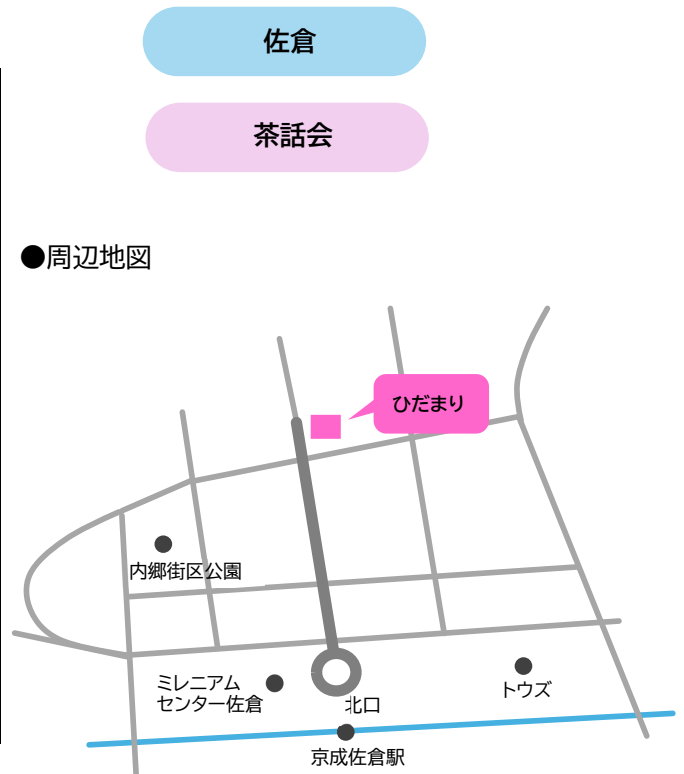 佐倉
茶話会
●周辺地図
ひだまり
内郷街区公園
ミレニアム
センター佐倉
北口
トウズ
京成佐倉駅